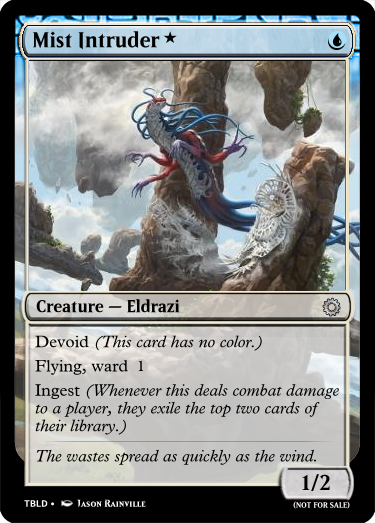 Mist Intruder ★
Creature — Eldrazi
Devoid (This card has no color.)
Flying, ward 1
Ingest (Whenever this deals combat damage
to a player, they exile the top two cards of
their library.)
The wastes spread as quickly as the wind.
1/2
TBLD • Jason Rainville
(NOT FOR SALE)